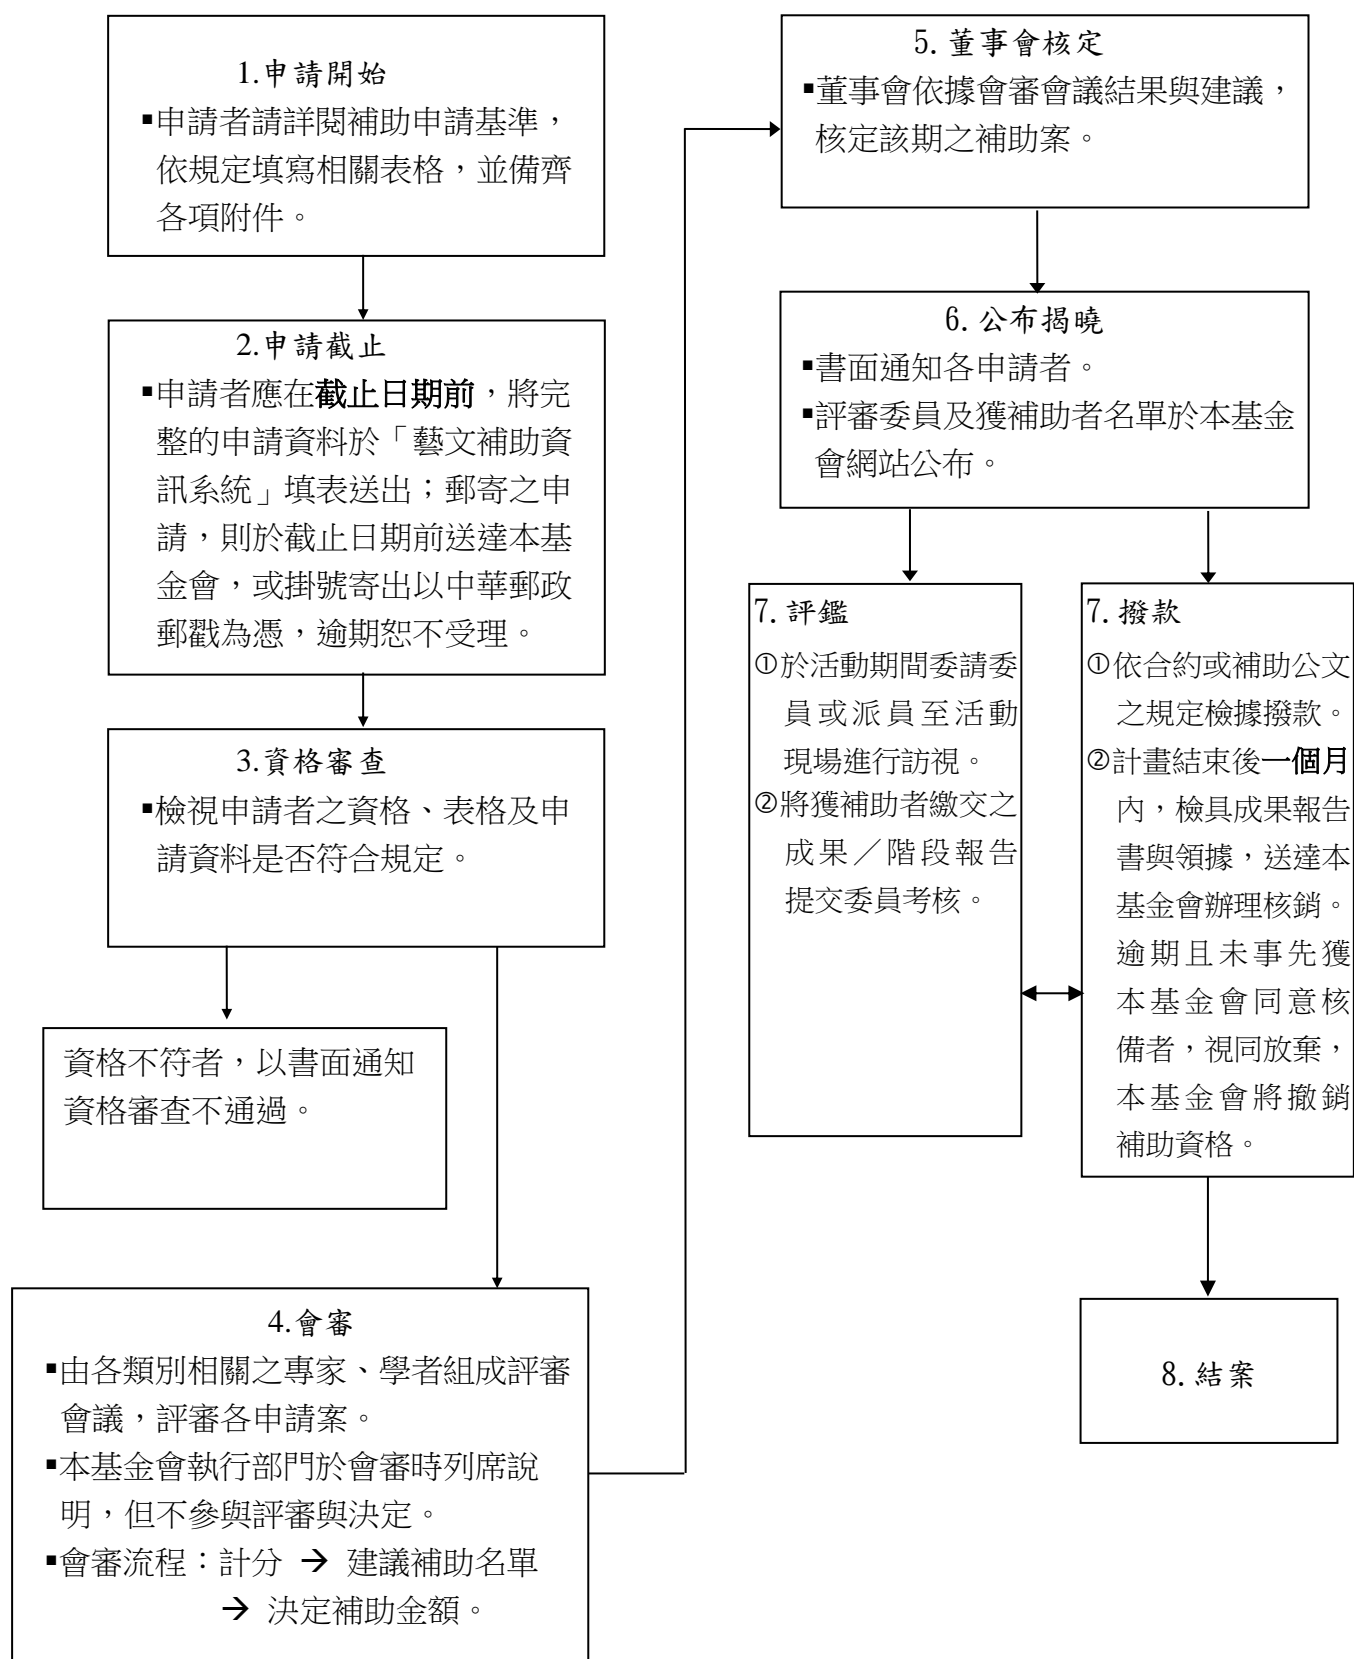 1.申請開始
▪申請者請詳閱補助申請基準，
依規定填寫相關表格，並備齊
各項附件。
2.申請截止
▪申請者應在截止日期前，將完
整的申請資料於「藝文補助資
訊系統」填表送出；郵寄之申
請，則於截止日期前送達本基
金會，或掛號寄出以中華郵政
郵戳為憑，逾期恕不受理。
3.資格審查
▪檢視申請者之資格、表格及申
請資料是否符合規定。
資格不符者，以書面通知
資格審查不通過。
4.會審
▪由各類別相關之專家、學者組成評審
會議，評審各申請案。
▪本基金會執行部門於會審時列席說
明，但不參與評審與決定。
▪會審流程：計分 → 建議補助名單
→ 決定補助金額。
5.董事會核定
▪董事會依據會審會議結果與建議，
核定該期之補助案。
6.公布揭曉
▪書面通知各申請者。
▪評審委員及獲補助者名單於本基金
會網站公布。
7.評鑑
①於活動期間委請委
員或派員至活動
現場進行訪視。
②將獲補助者繳交之
成果／階段報告
提交委員考核。
7.撥款
①依合約或補助公文
之規定檢據撥款。
②計畫結束後一個月
內，檢具成果報告
書與領據，送達本
基金會辦理核銷。
逾期且未事先獲
本基金會同意核
備者，視同放棄，
本基金會將撤銷
補助資格。
8.結案